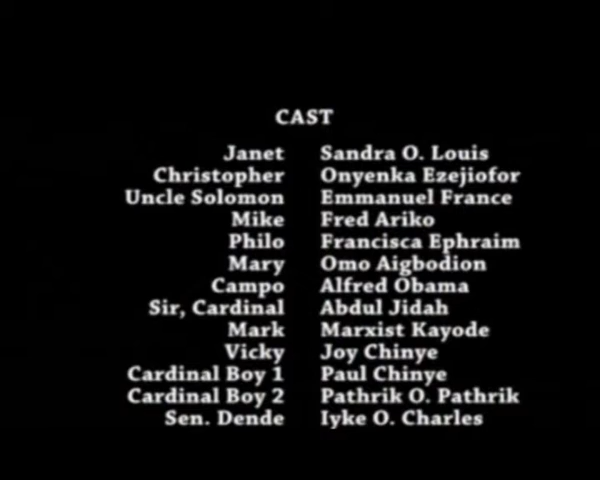 CAST
Janet Sandra O. Louis
Christopher Onyenka Ezejiofor
Uncle Solomon Emmanuel France
Mike Fred Ariko
Philo Francisca Ephraim
Mary Omo Aigbodion
Campo Alfred Obama
Sir, Cardinal Abdul Jidah
Mark Marxist Kayode
Vicky Joy Chinye
Cardinal Boy 1 Paul Chinye
Cardinal Boy 2 Pathrik O. Pathrik
Sen. Dende Iyke O. Charles